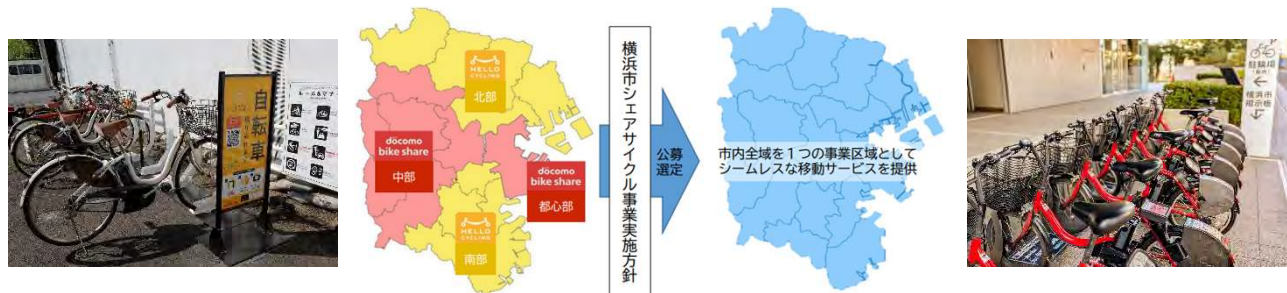 自転車
HELLO
CYCLING
北部
docomo
bike share
中部
docomo
bike share
都心部
HELLO
CYCLING
南部
横浜市シェアサイクル事業実施方針
公募
選定
市内全域を1つの事業区域として
シームレスな移動サービスを提供
駐輪場
横浜市
掲示板